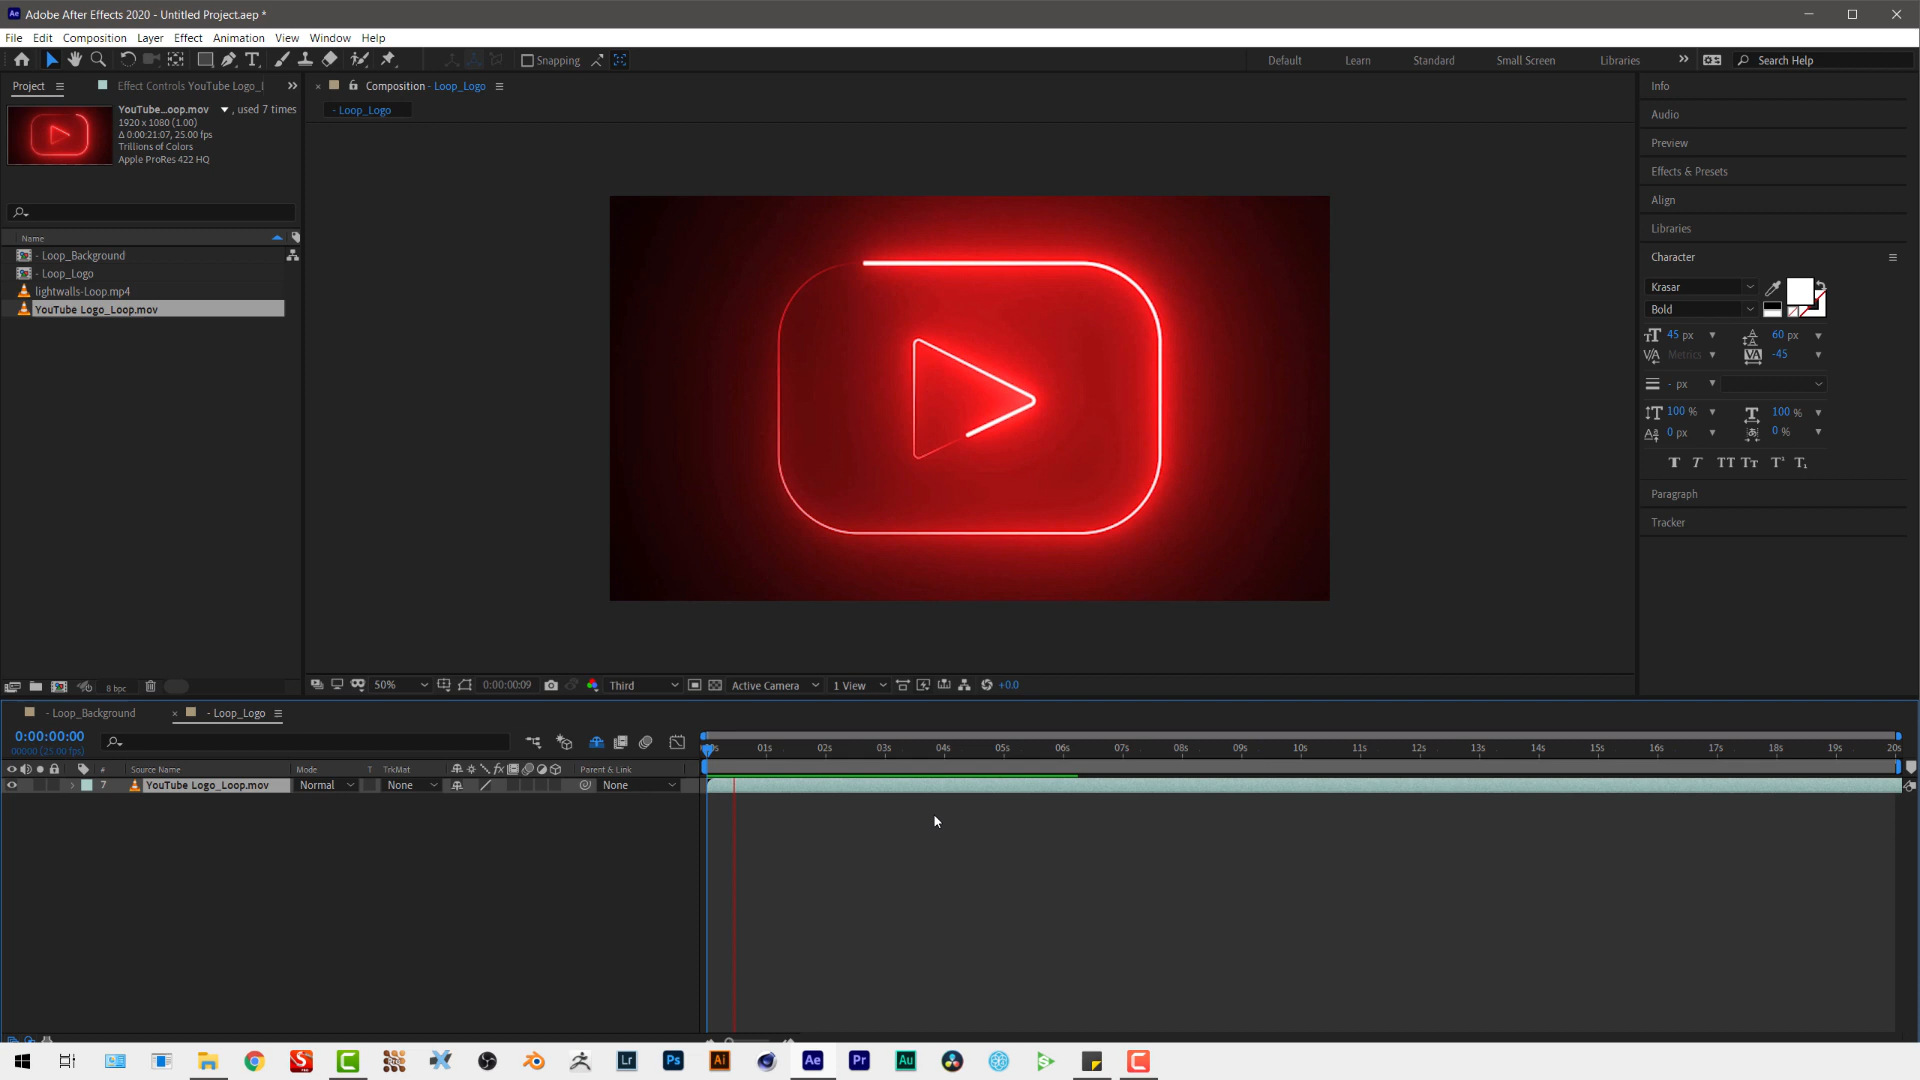 Adobe After Effects 2020 - Untitled Project.aep *
File Edit Composition Layer Effect Animation View Window Help
Snapping
Default Learn Standard Small Screen Libraries
Search Help
Project
Effect Controls YouTube Logo_l
YouTube...oop.mov , used 7 times
1920 x 1080 (1.00)
Δ 0:00:21:07, 25.00 fps
Trillions of Colors
Apple ProRes 422 HQ
Name
- Loop_Background
- Loop_Logo
lightwalls-Loop.mp4
YouTube Logo_Loop.mov
8 bpc
Composition - Loop_Logo
- Loop_Logo
50%
0:00:00:09
Third
Active Camera
1 View
+0.0
Info
Audio
Preview
Effects & Presets
Align
Libraries
Character
Krasar
Bold
45 px 60 px
Metrics -45
- px
100 % 100 %
0 px 0 %
Paragraph
Tracker
- Loop_Background
- Loop_Logo
0:00:00:00
00000 (25.00 fps)
# Source Name Mode T TrkMat Parent & Link
7 YouTube Logo_Loop.mov Normal None None
01s 02s 03s 04s 05s 06s 07s 08s 09s 10s 11s 12s 13s 14s 15s 16s 17s 18s 19s 20s
Lr Ps Ai Ae Pr Au